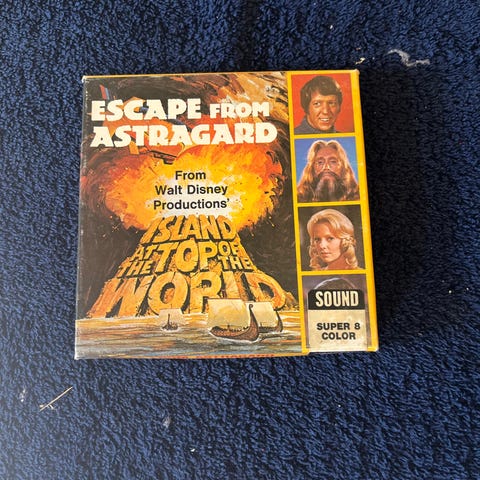 ESCAPE FROM
ASTRAGARD
From
Walt Disney
Productions'
ISLAND
AT THE TOP OF THE
WORLD
SOUND
SUPER 8
COLOR